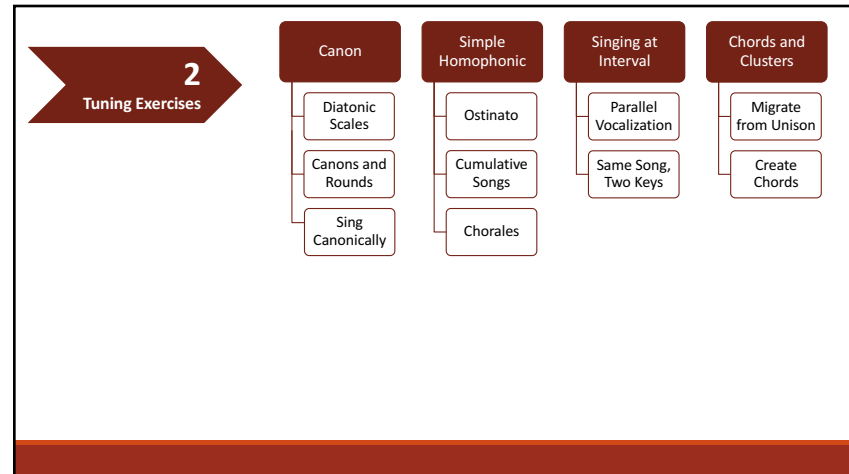 2
Tuning Exercises
Canon
Diatonic
Scales
Canons and
Rounds
Sing
Canonically
Simple
Homophonic
Ostinato
Cumulative
Songs
Chorales
Singing at
Interval
Parallel
Vocalization
Same Song,
Two Keys
Chords and
Clusters
Migrate
from Unison
Create
Chords